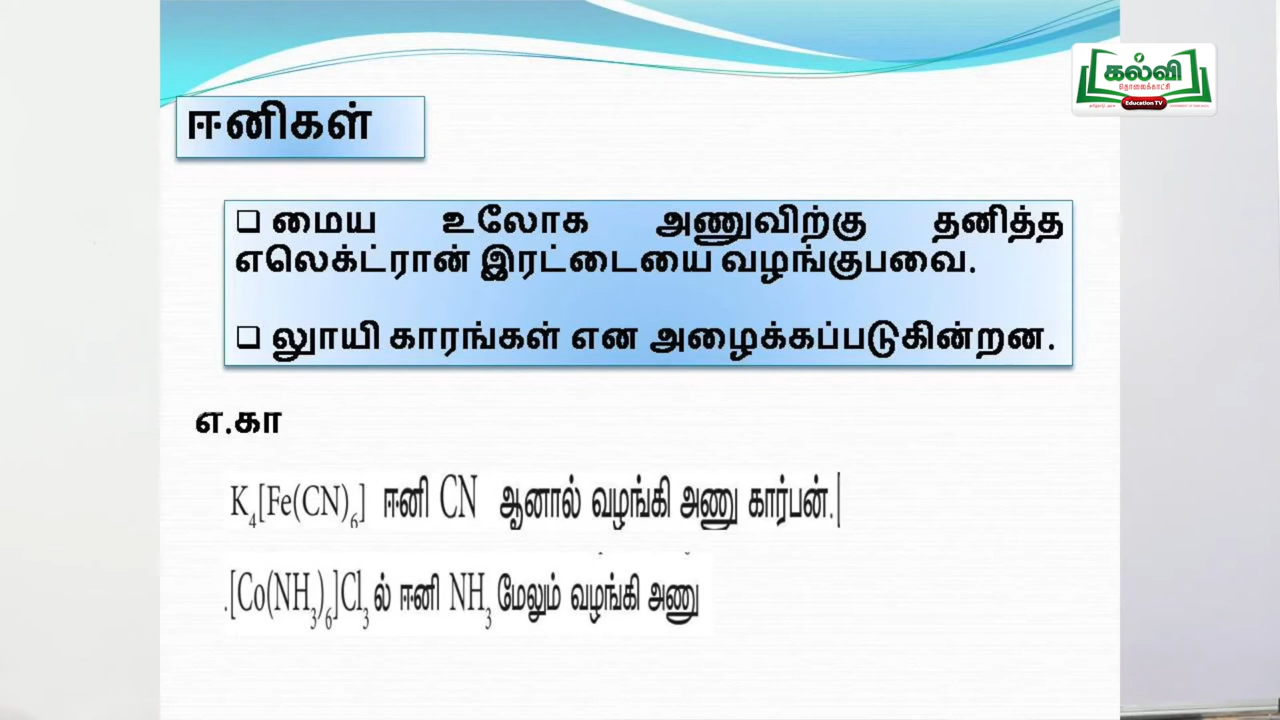 கல்வி
தொலைக்காட்சி
Education TV
ஈனிகள்
❑ மைய உலோக அணுவிற்கு தனித்த
எலெக்ட்ரான் இரட்டையை வழங்குபவை.
❑ லூயி காரங்கள் என அழைக்கப்படுகின்றன.
எ.கா
K₄[Fe(CN)₆] ஈனி CN ஆனால் வழங்கி அணு கார்பன்.
.[Co(NH₃)₆]Cl₃ ல் ஈனி NH₃ மேலும் வழங்கி அணு